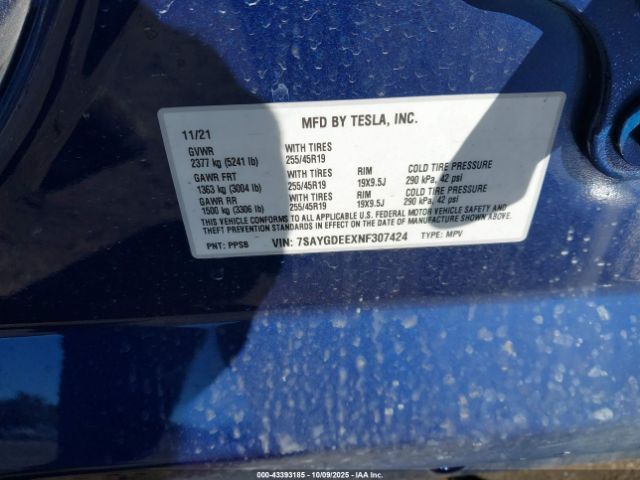 MFD BY TESLA, INC.
11/21
GVWR WITH TIRES
2377 kg (5241 lb) 255/45R19
GAWR FRT WITH TIRES RIM COLD TIRE PRESSURE
1363 kg (3004 lb) 255/45R19 19X9.5J 290 kPa, 42 psi
GAWR RR WITH TIRES RIM COLD TIRE PRESSURE
1500 kg (3306 lb) 255/45R19 19X9.5J 290 kPa, 42 psi
THIS VEHICLE CONFORMS TO ALL APPLICABLE U.S. FEDERAL MOTOR VEHICLE SAFETY AND
THEFT PREVENTION STANDARDS IN EFFECT ON THE DATE OF MANUFACTURE SHOWN ABOVE.
PNT: PPSB VIN: 7SAYGDEEXNF307424 TYPE: MPV
000-43393185 - 10/09/2025 - IAAI.com